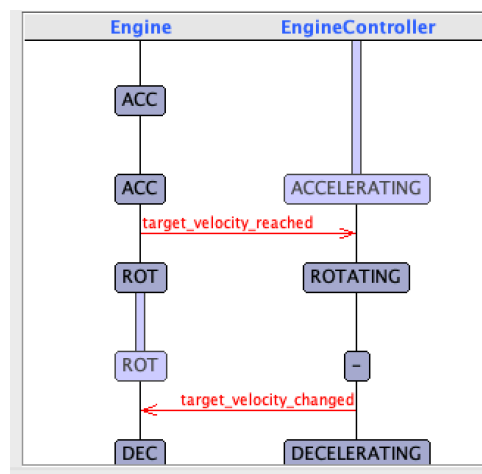 Engine EngineController
ACC
ACC ACCELERATING
target_velocity_reached
ROT ROTATING
ROT -
target_velocity_changed
DEC DECELERATING